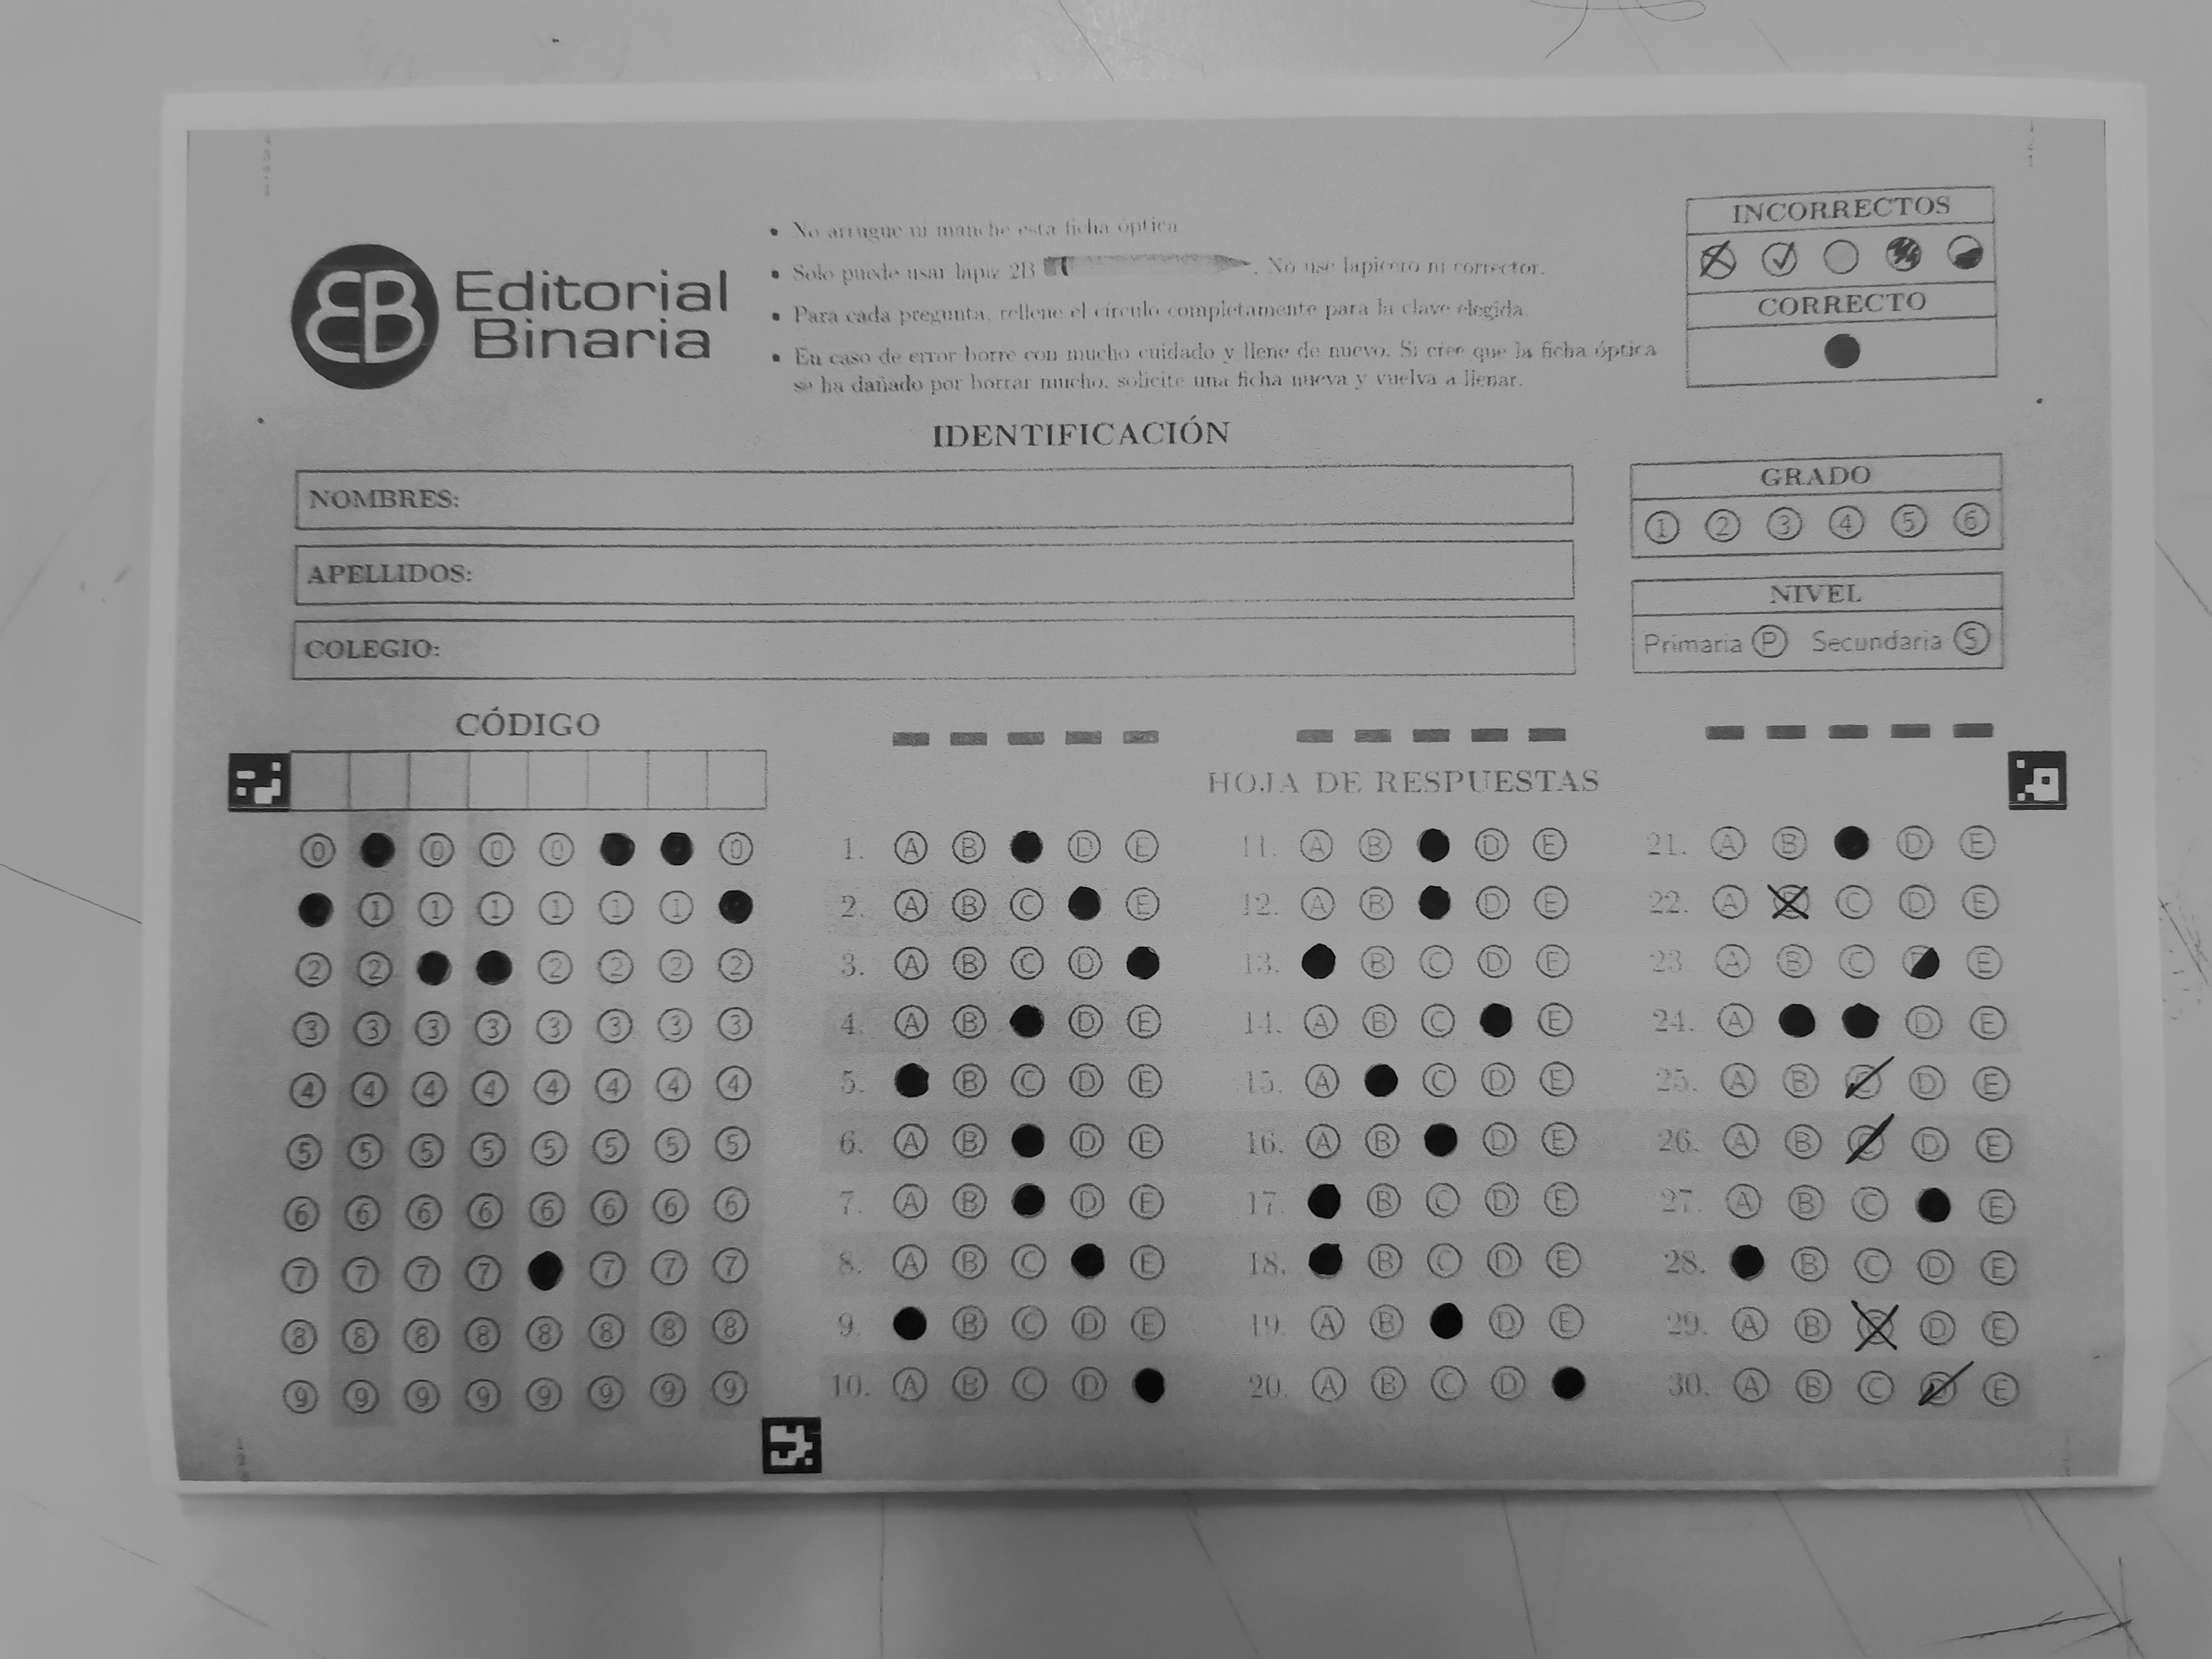 Editorial
Binaria
• No arrugue ni manche esta ficha óptica.
• Solo puede usar lapiz 2B . No use lapicero ni corrector.
• Para cada pregunta, rellene el círculo completamente para la clave elegida.
• En caso de error borre con mucho cuidado y llene de nuevo. Si cree que la ficha óptica
se ha dañado por borrar mucho, solicite una ficha nueva y vuelva a llenar.
INCORRECTOS
CORRECTO
IDENTIFICACIÓN
NOMBRES:
APELLIDOS:
COLEGIO:
GRADO
1 2 3 4 5 6
NIVEL
Primaria P Secundaria S
CÓDIGO
0 0 0 0 0
1 1 1 1 1 1
2 2 2 2 2 2
3 3 3 3 3 3 3 3
4 4 4 4 4 4 4 4
5 5 5 5 5 5 5 5
6 6 6 6 6 6 6 6
7 7 7 7 7 7 7
8 8 8 8 8 8 8 8
9 9 9 9 9 9 9 9
HOJA DE RESPUESTAS
1. A B D E
2. A B C E
3. A B C D
4. A B D E
5. B C D E
6. A B D E
7. A B D E
8. A B C E
9. B C D E
10. A B C D
11. A B D E
12. A B D E
13. B C D E
14. A B C E
15. A C D E
16. A B D E
17. B C D E
18. B C D E
19. A B D E
20. A B C D
21. A B D E
22. A B C D E
23 A B C E
24. A D E
25. A B C D E
26. A B C D E
27. A B C E
28. B C D E
29. A B C D E
30. A B C D E